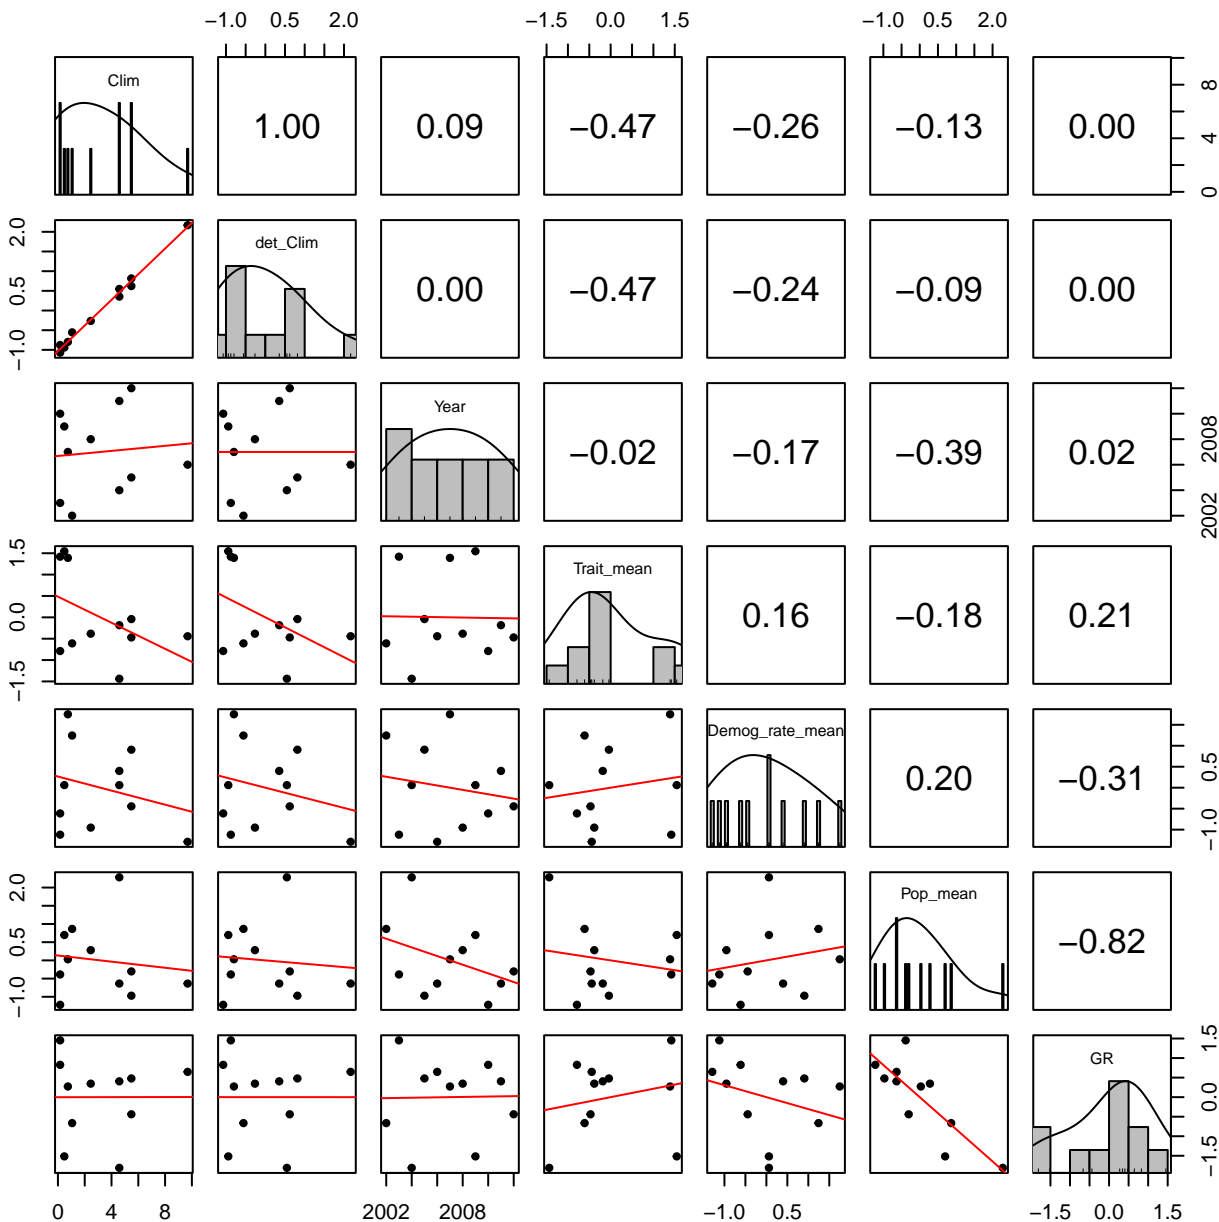 −1.0 0.5 2.0 −1.5 0.0 1.5 −1.0 0.5 2.0
Clim 1.00 0.09 −0.47 −0.26 −0.13 0.00 0 4 8
−1.0 0.5 2.0 det_Clim 0.00 −0.47 −0.24 −0.09 0.00
Year −0.02 −0.17 −0.39 0.02 2002 2008
−1.5 0.0 1.5 Trait_mean 0.16 −0.18 0.21
Demog_rate_mean 0.20 −0.31 −1.0 0.5
−1.0 0.5 2.0 Pop_mean −0.82
GR −1.5 0.0 1.5
0 4 8 2002 2008 −1.0 0.5 −1.5 0.0 1.5